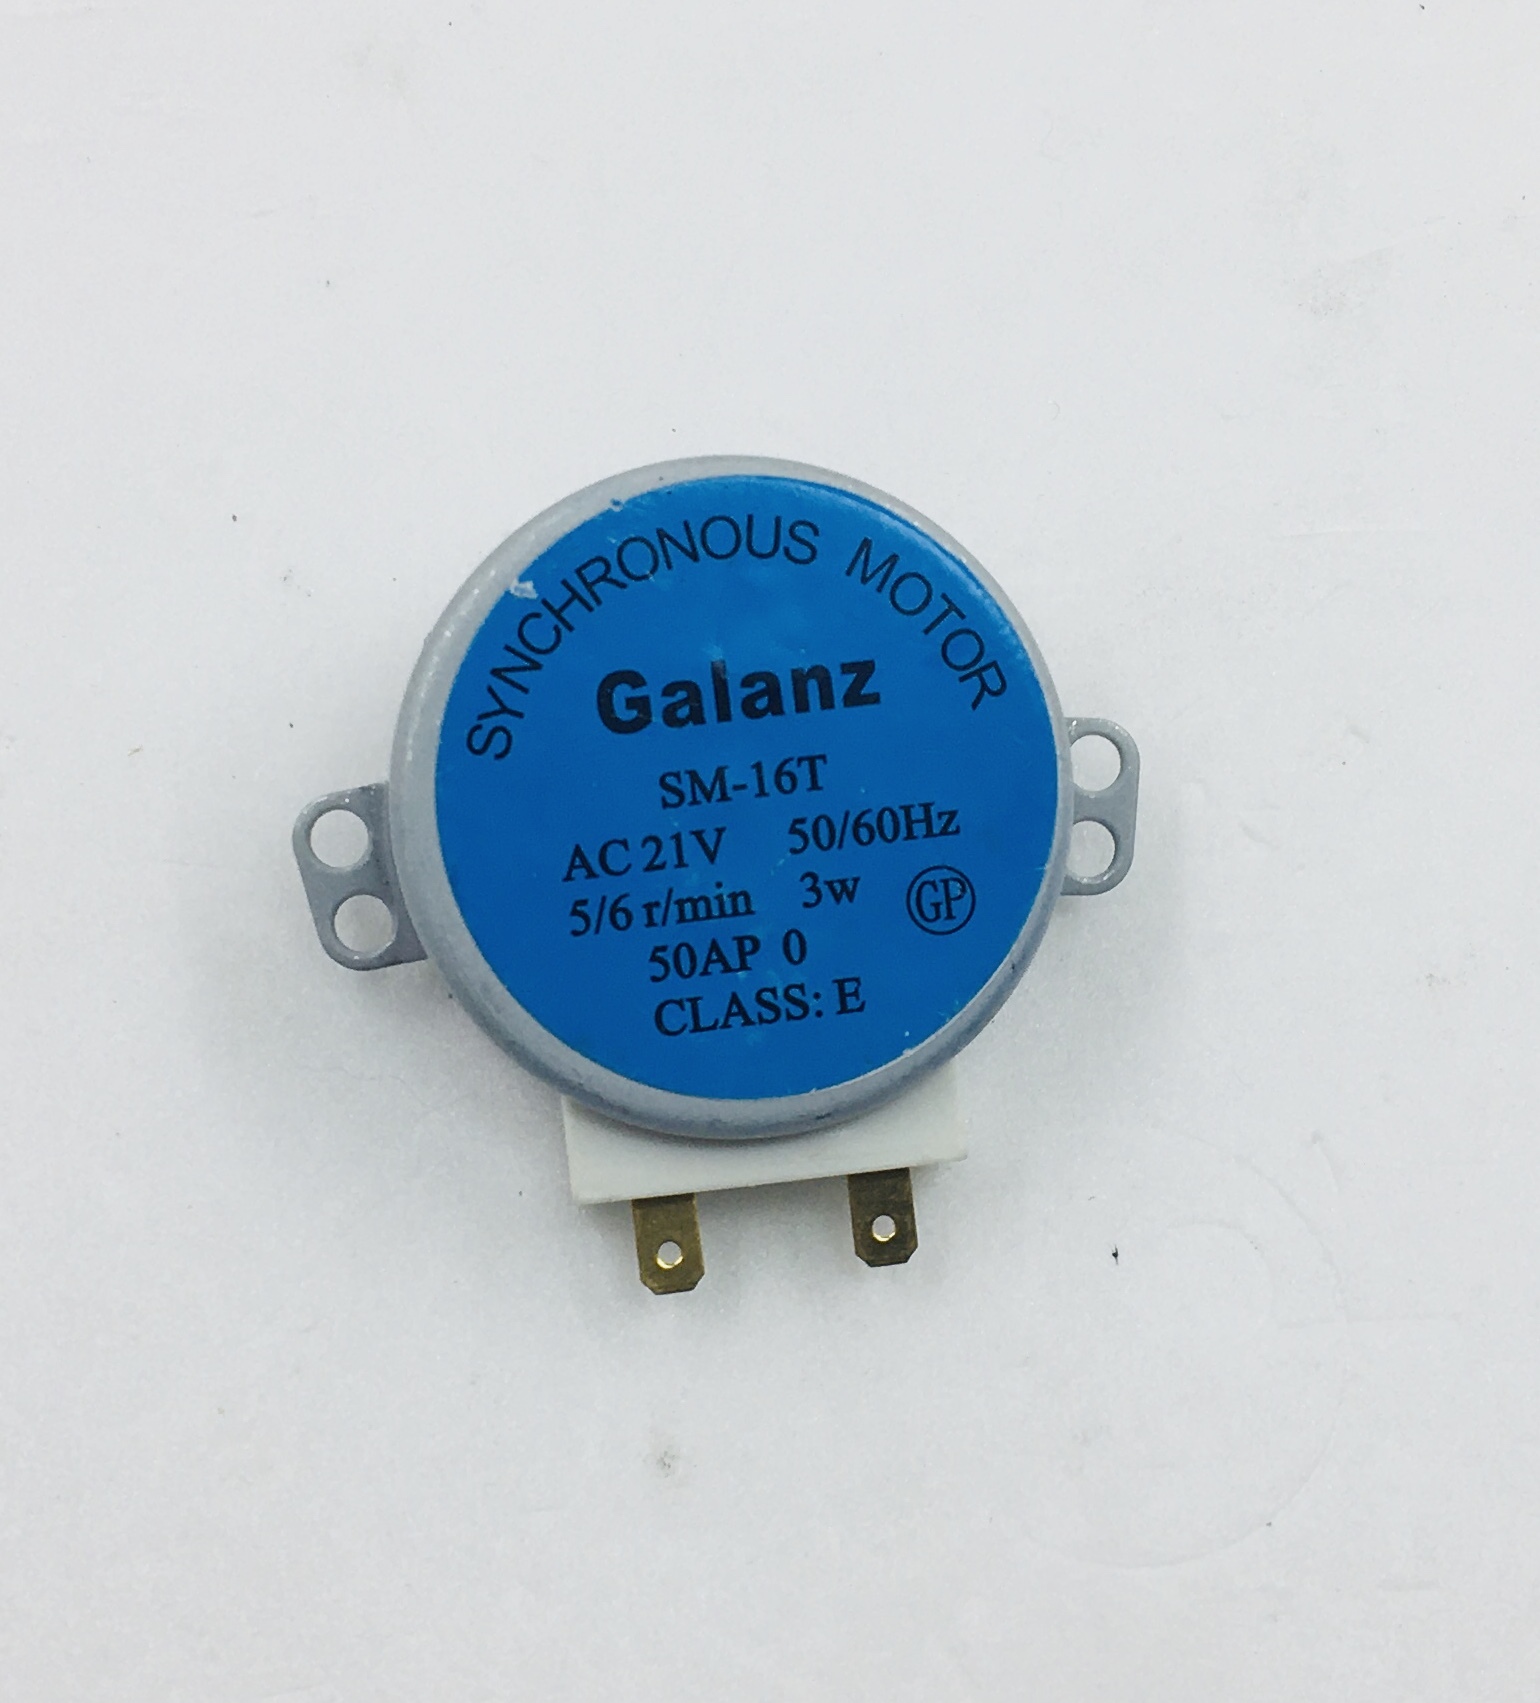 SYNCHRONOUS MOTOR
Galanz
SM-16T
AC 21V 50/60Hz
5/6 r/min 3w GP
50AP 0
CLASS: E